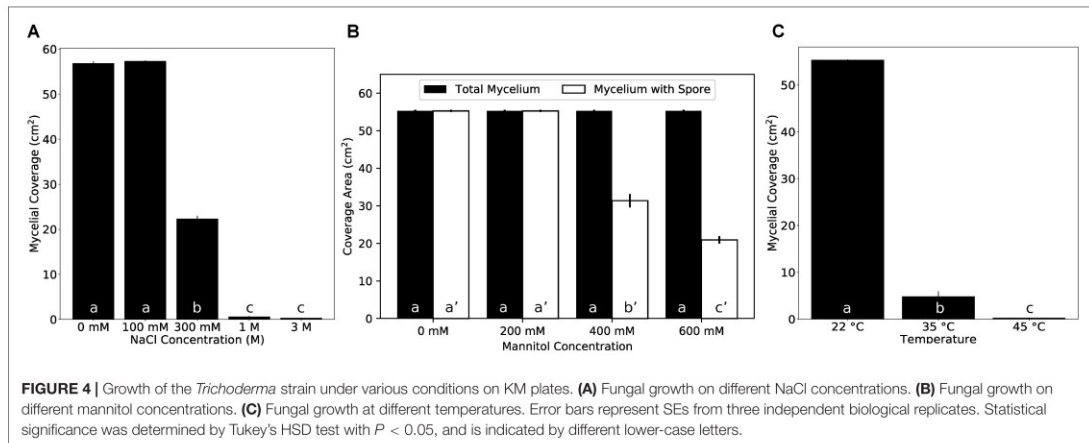 A
60
50
40
30
20
10
0
Mycelial Coverage (cm²)
a a b c c
0 mM 100 mM 300 mM 1 M 3 M
NaCl Concentration (M)
B
Total Mycelium Mycelium with Spore
60
50
40
30
20
10
0
Coverage Area (cm²)
a a’ a a’ a b’ a c’
0 mM 200 mM 400 mM 600 mM
Mannitol Concentration
C
50
40
30
20
10
0
Mycelial Coverage (cm²)
a b c
22 °C 35 °C 45 °C
Temperature
FIGURE 4 | Growth of the Trichoderma strain under various conditions on KM plates. (A) Fungal growth on different NaCl concentrations. (B) Fungal growth on
different mannitol concentrations. (C) Fungal growth at different temperatures. Error bars represent SEs from three independent biological replicates. Statistical
significance was determined by Tukey’s HSD test with P < 0.05, and is indicated by different lower-case letters.